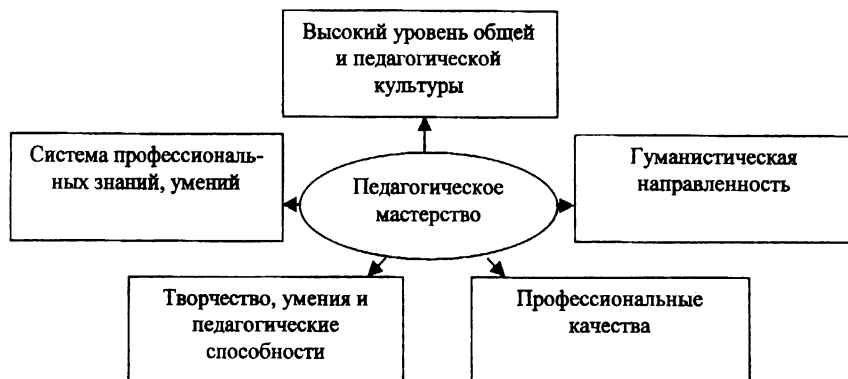 Высокий уровень общей
и педагогической
культуры
Система профессиональ-
ных знаний, умений
Гуманистическая
направленность
Педагогическое
мастерство
Творчество, умения и
педагогические
способности
Профессиональные
качества